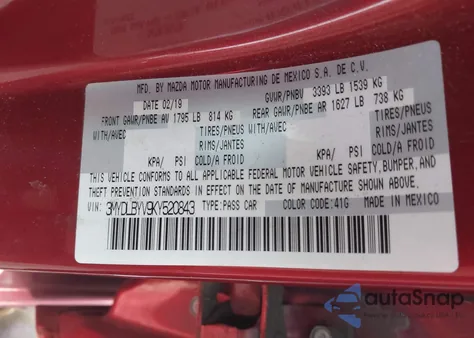 MFD. BY MAZDA MOTOR MANUFACTURING DE MEXICO S.A. DE C.V.
DATE 02/19 GVWR/PNBV 3393 LB 1539 KG
FRONT GAWR/PNBE AV 1795 LB 814 KG REAR GAWR/PNBE AR 1627 LB 738 KG
WITH/AVEC TIRES/PNEUS WITH/AVEC TIRES/PNEUS
RIMS/JANTES RIMS/JANTES
KPA/ PSI COLD/A FROID KPA/ PSI COLD/A FROID
THIS VEHICLE CONFORMS TO ALL APPLICABLE FEDERAL MOTOR VEHICLE SAFETY, BUMPER, AND
THEFT PREVENTION STANDARDS IN EFFECT ON THE DATE OF MANUFACTURE SHOWN ABOVE.
VIN: 3MYDLBYV9KY520843 TYPE: PASS CAR COLOR CODE: 41G MADE IN MEXICO
autoSnap